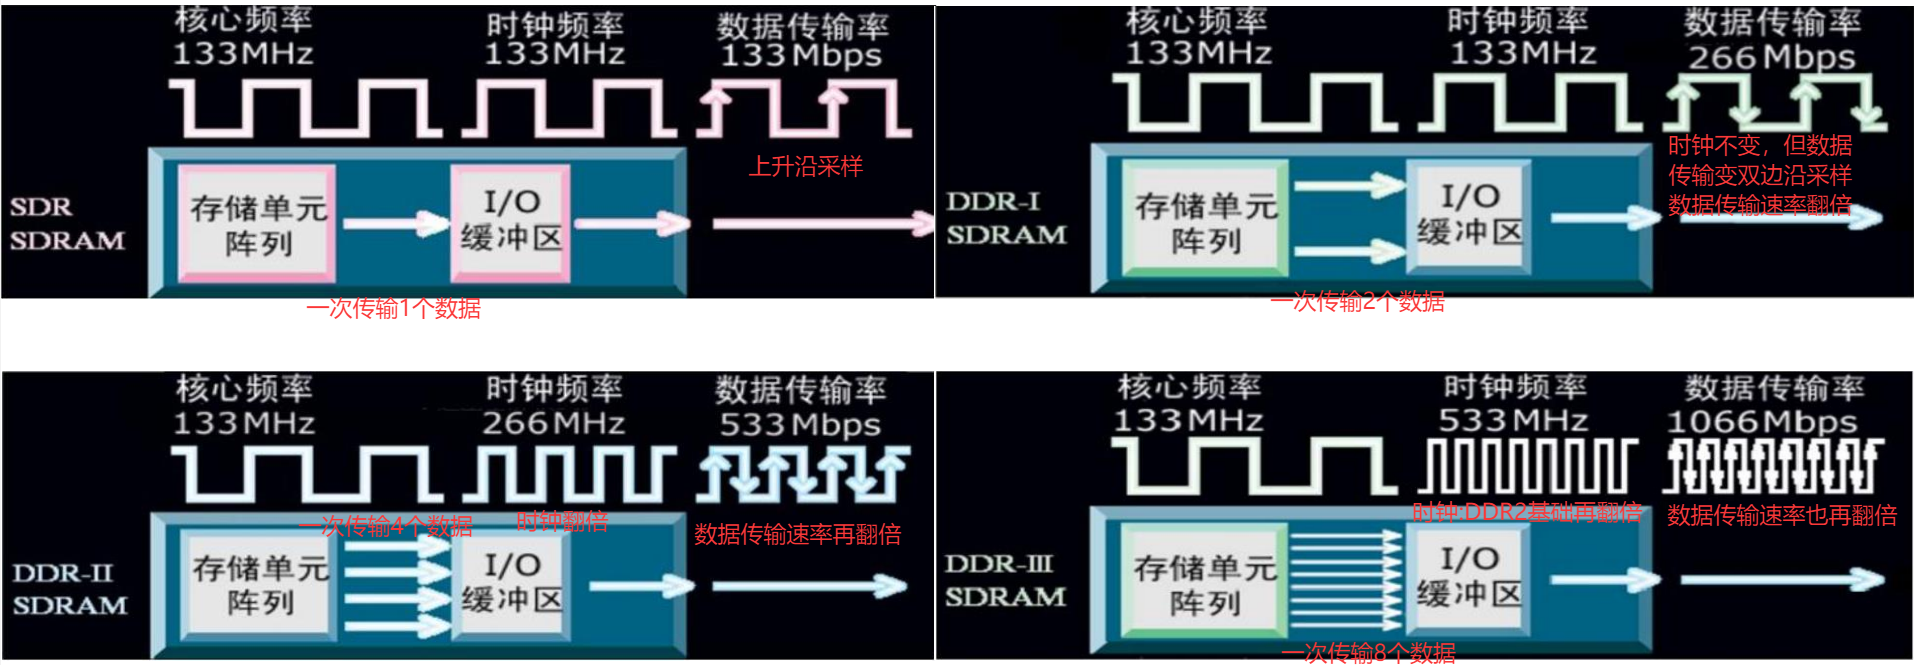 核心频率
133MHz
时钟频率
133MHz
数据传输率
133Mbps
上升沿采样
SDR
SDRAM
存储单元
阵列
I/O
缓冲区
一次传输1个数据
核心频率
133MHz
时钟频率
133MHz
数据传输率
266Mbps
时钟不变，但数据
传输变双边沿采样
数据传输速率翻倍
DDR-I
SDRAM
存储单元
阵列
I/O
缓冲区
一次传输2个数据
核心频率
133MHz
时钟频率
266MHz
数据传输率
533Mbps
一次传输4个数据
时钟翻倍
数据传输速率再翻倍
DDR-II
SDRAM
存储单元
阵列
I/O
缓冲区
核心频率
133MHz
时钟频率
533MHz
数据传输率
1066Mbps
时钟:DDR2基础再翻倍
数据传输速率也再翻倍
DDR-III
SDRAM
存储单元
阵列
I/O
缓冲区
一次传输8个数据